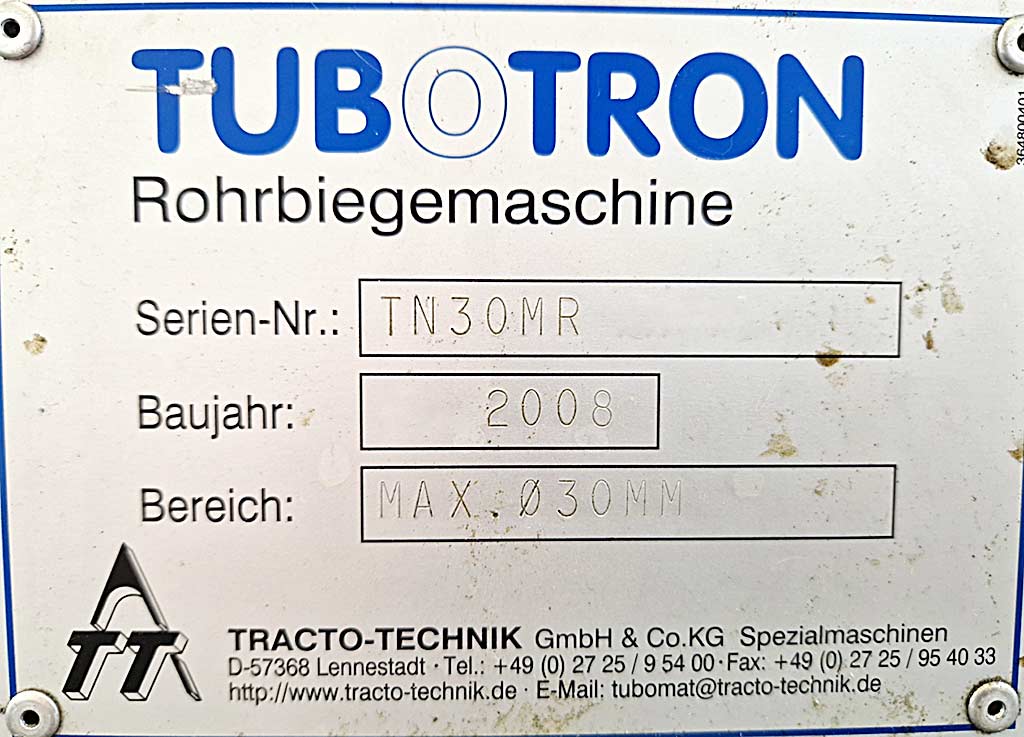 TUBOTRON
Rohrbiegemaschine
Serien-Nr.: TN30MR
Baujahr: 2008
Bereich: MAX.Ø30MM
TT
TRACTO-TECHNIK GmbH & Co.KG Spezialmaschinen
D-57368 Lennestadt · Tel.: +49 (0) 27 25 / 9 54 00 · Fax: +49 (0) 27 25 / 95 40 33
http://www.tracto-technik.de · E-Mail: tubomat@tracto-technik.de
364800401